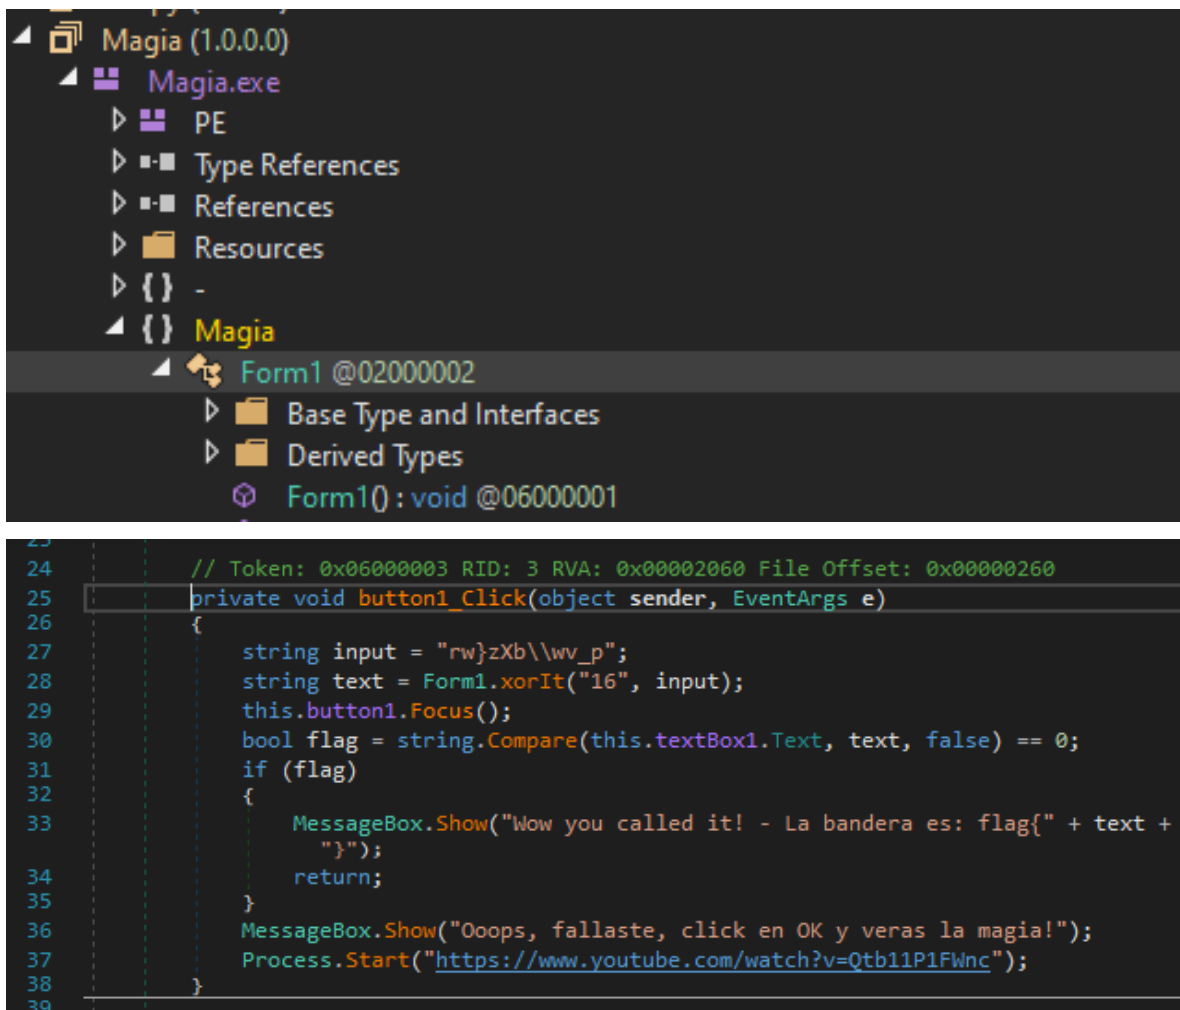 Magia (1.0.0.0)
Magia.exe
PE
Type References
References
Resources
{ } -
{ } Magia
Form1 @02000002
Base Type and Interfaces
Derived Types
Form1() : void @06000001
24 // Token: 0x06000003 RID: 3 RVA: 0x00002060 File Offset: 0x00000260
25 private void button1_Click(object sender, EventArgs e)
26 {
27 string input = "rw}zXb\\wv_p";
28 string text = Form1.xorIt("16", input);
29 this.button1.Focus();
30 bool flag = string.Compare(this.textBox1.Text, text, false) == 0;
31 if (flag)
32 {
33 MessageBox.Show("Wow you called it! - La bandera es: flag{" + text +
"}");
34 return;
35 }
36 MessageBox.Show("Ooops, fallaste, click en OK y veras la magia!");
37 Process.Start("https://www.youtube.com/watch?v=Qtb11P1FWnc");
38 }
39